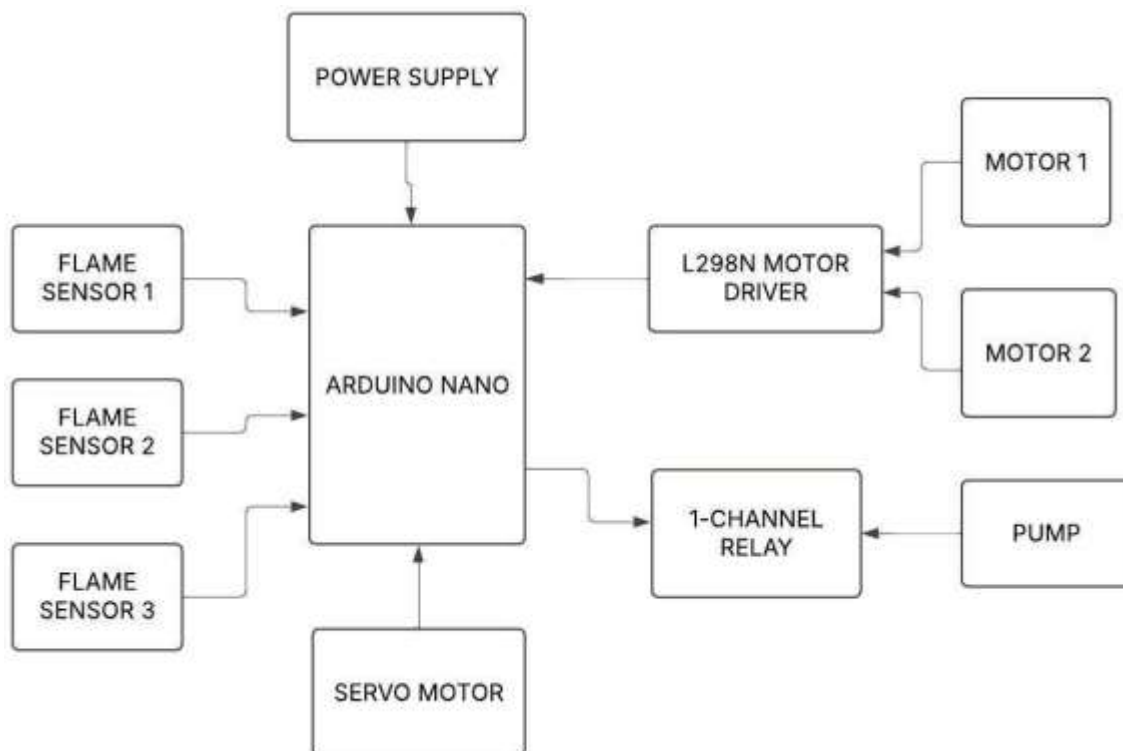 POWER SUPPLY
MOTOR 1
FLAME
SENSOR 1
L298N MOTOR
DRIVER
MOTOR 2
ARDUINO NANO
FLAME
SENSOR 2
1-CHANNEL
RELAY
PUMP
FLAME
SENSOR 3
SERVO MOTOR